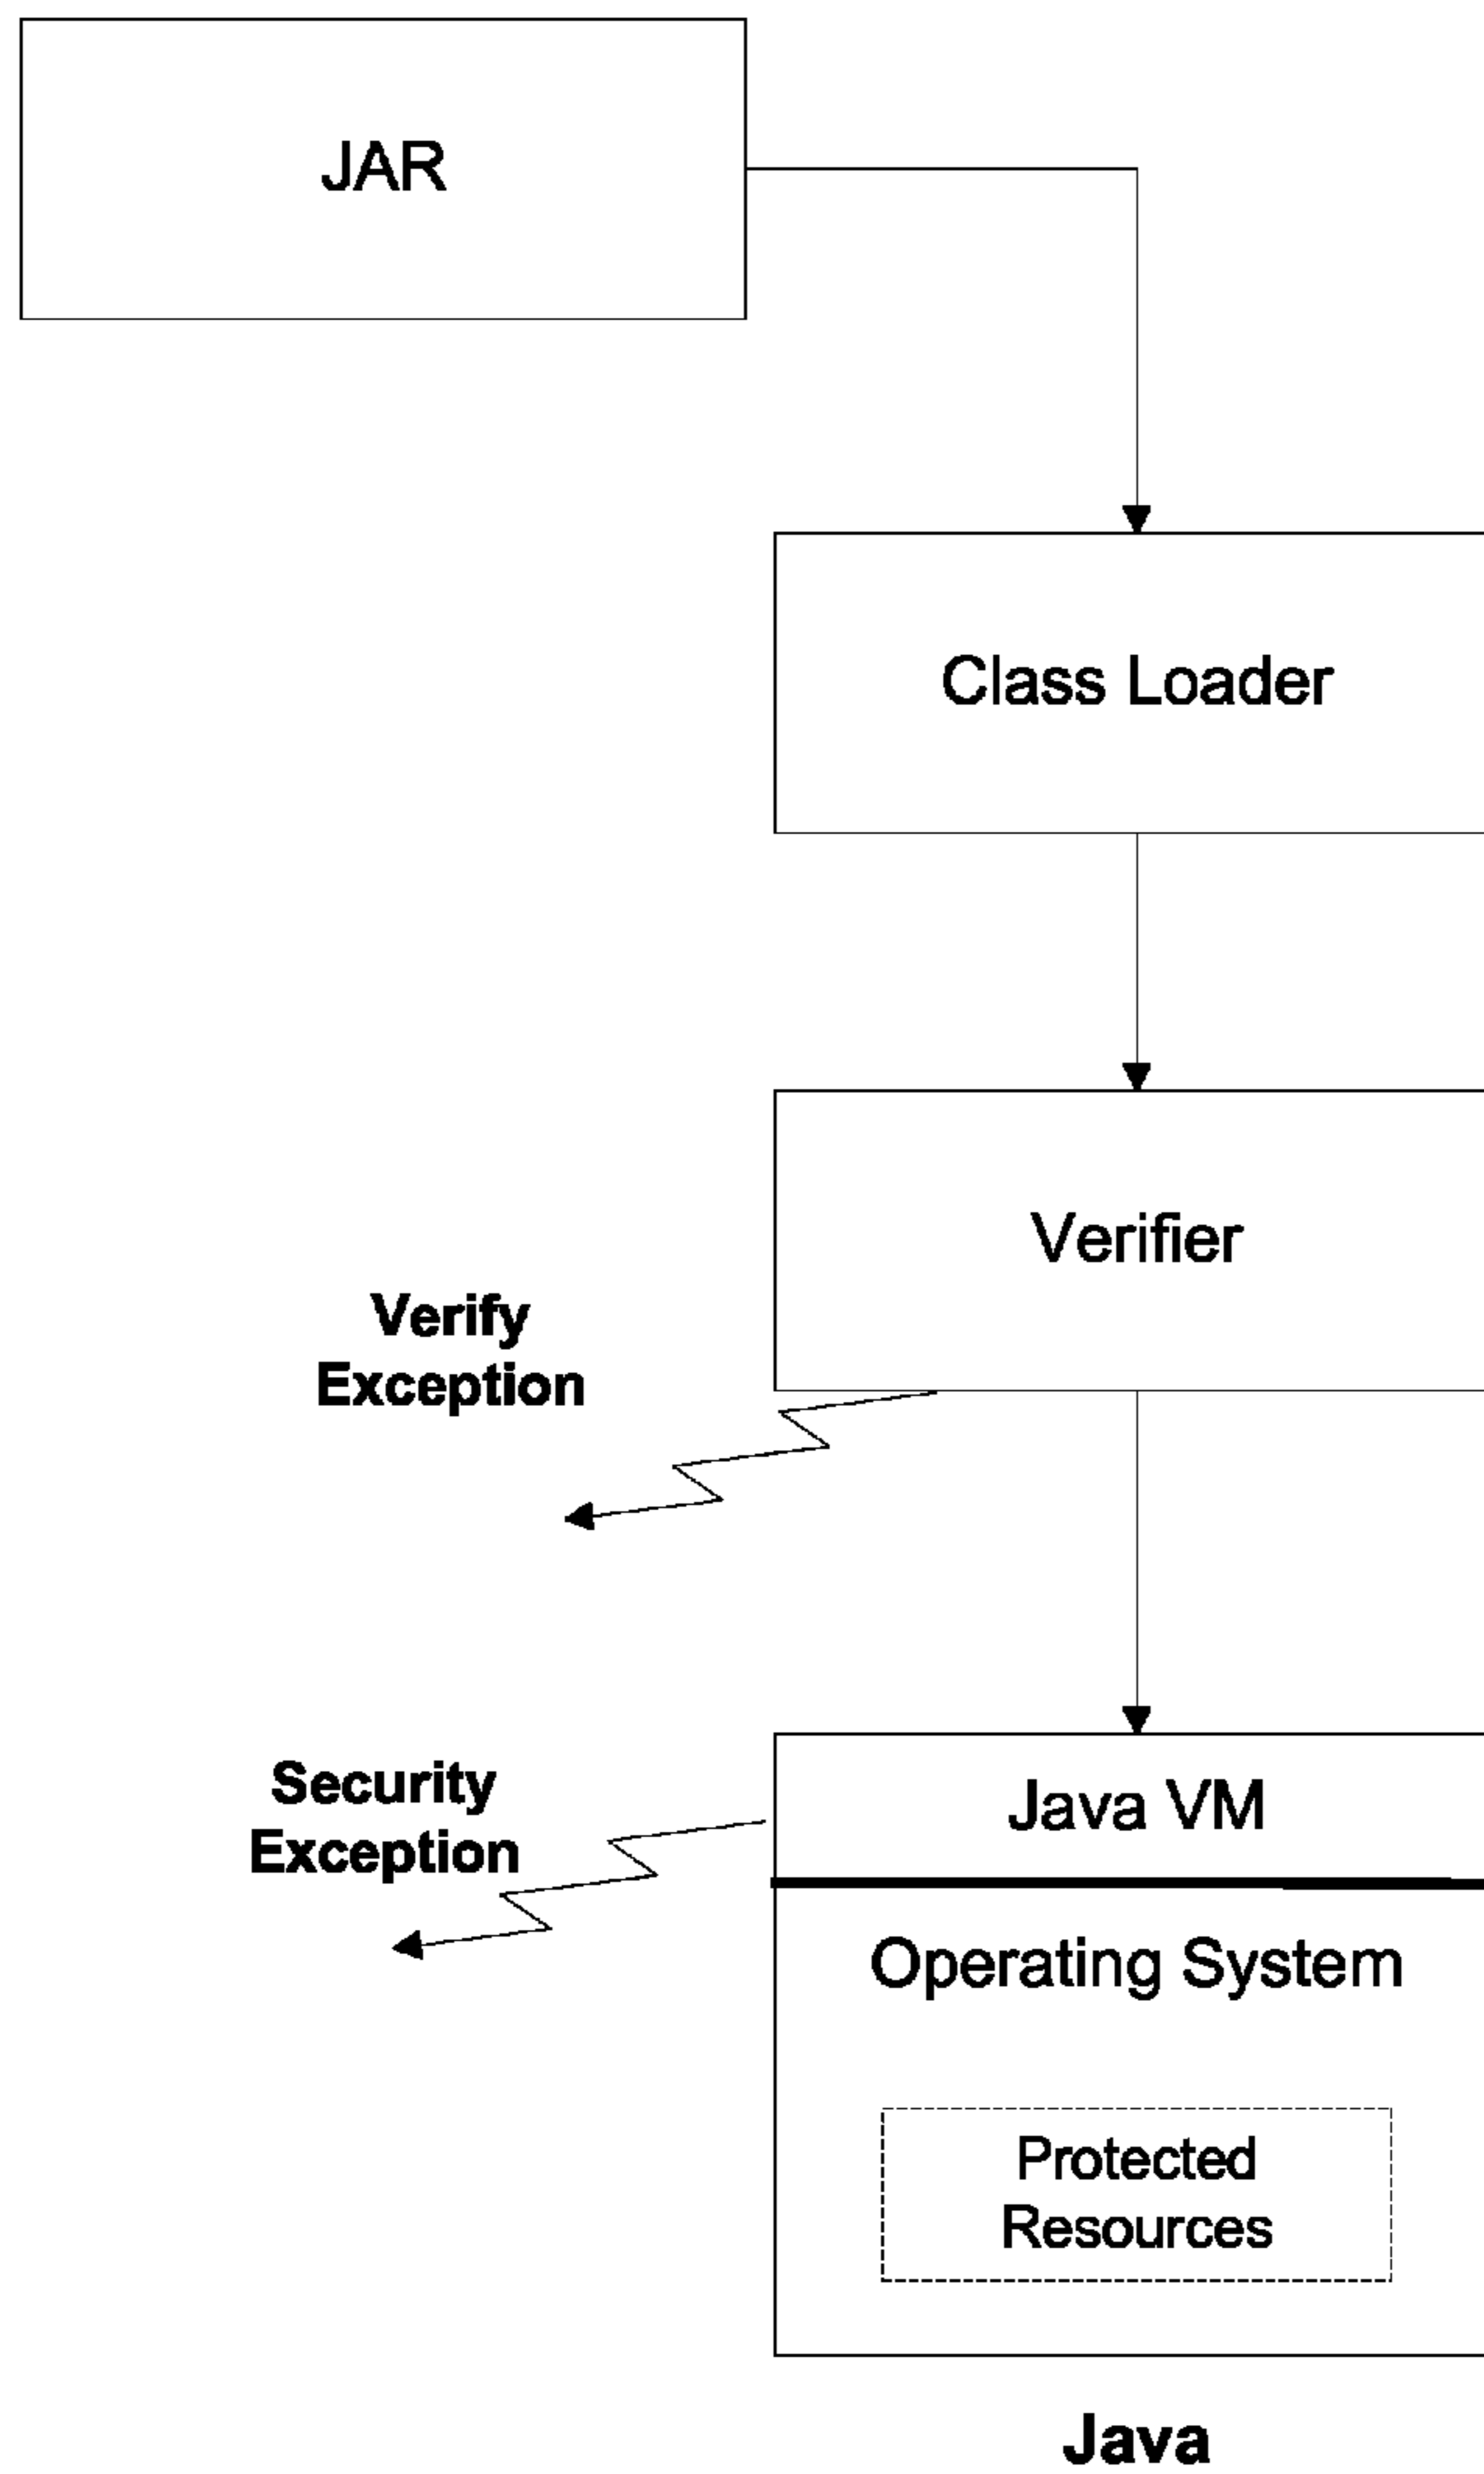 JAR
Class Loader
Verifier
Verify
Exception
Security
Exception
Java VM
Operating System
Protected
Resources
Java